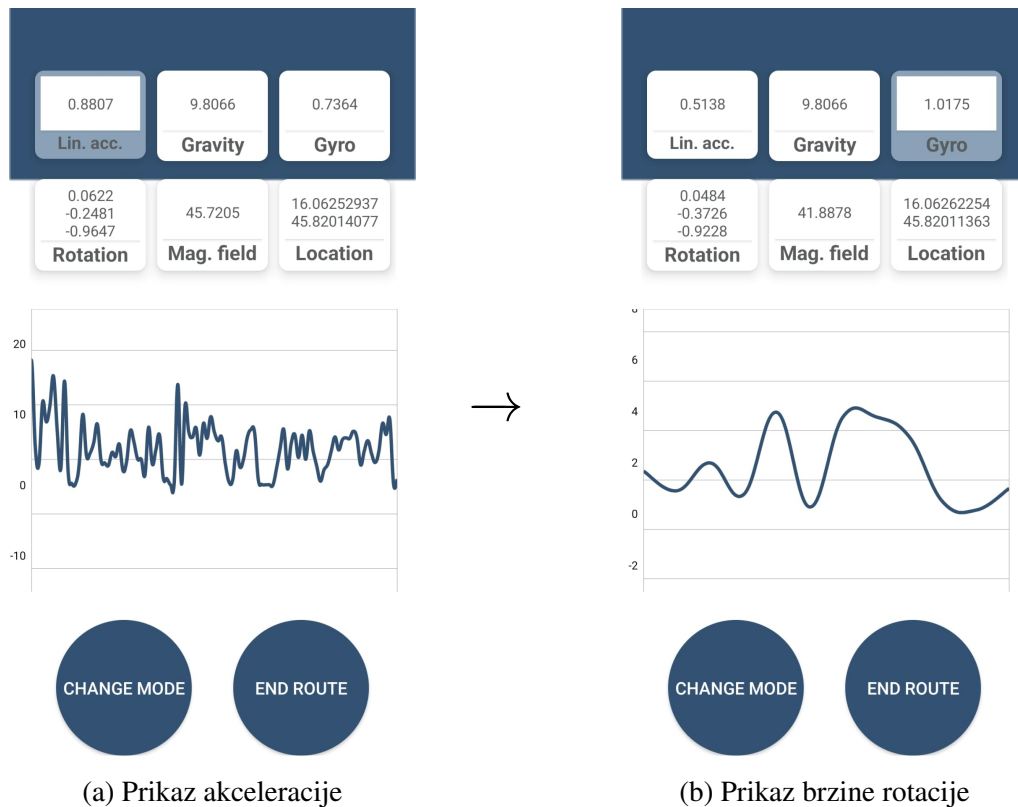 0.8807
9.8066
0.7364
Lin. acc.
Gravity
Gyro
0.0622
-0.2481
-0.9647
45.7205
16.06252937
45.82014077
Rotation
Mag. field
Location
20
10
0
-10
CHANGE MODE
END ROUTE
(a) Prikaz akceleracije
→
0.5138
9.8066
1.0175
Lin. acc.
Gravity
Gyro
0.0484
-0.3726
-0.9228
41.8878
16.06262254
45.82011363
Rotation
Mag. field
Location
6
4
2
0
-2
CHANGE MODE
END ROUTE
(b) Prikaz brzine rotacije